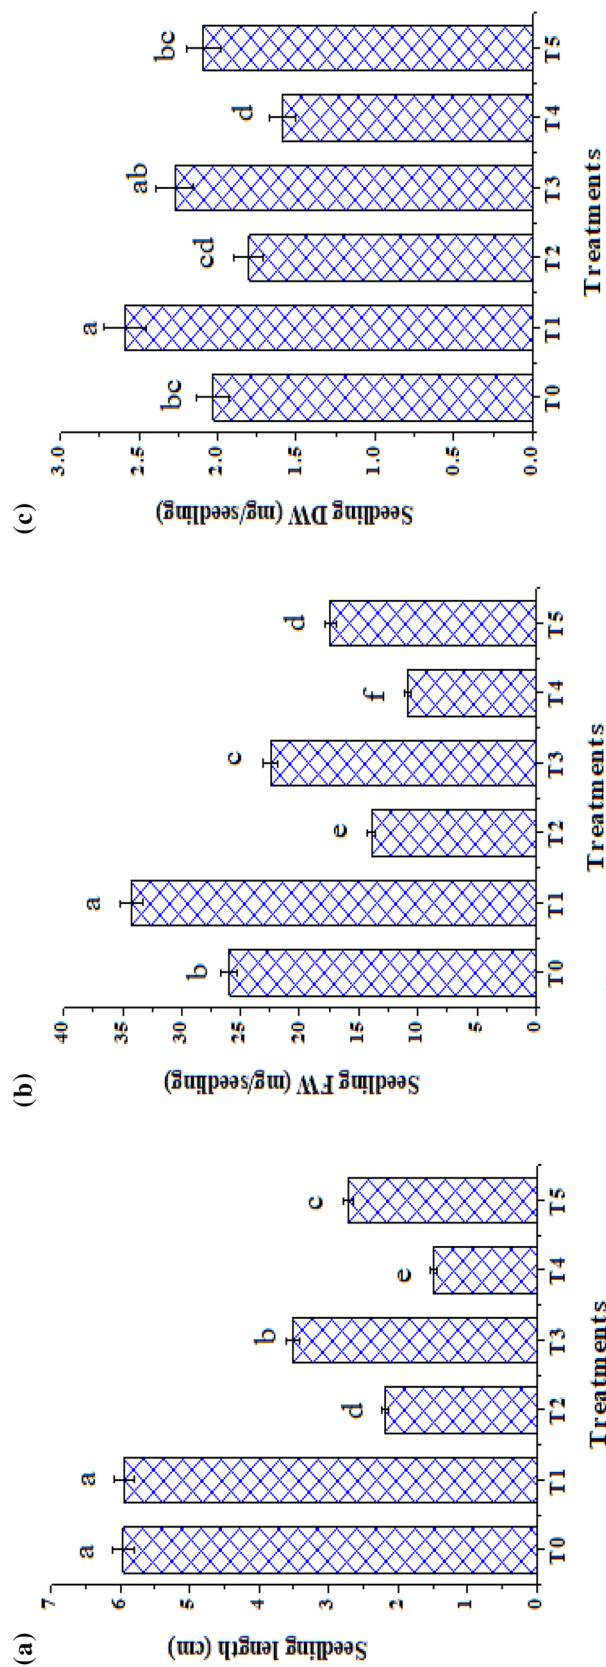 (a)
Seedling length (cm)
7
6
5
4
3
2
1
0
a
a
d
b
e
c
T0 T1 T2 T3 T4 T5
Treatments
(b)
Seedling FW (mg/seedling)
40
35
30
25
20
15
10
5
0
b
a
e
c
f
d
T0 T1 T2 T3 T4 T5
Treatments
(c)
Seedling DW (mg/seedling)
3.0
2.5
2.0
1.5
1.0
0.5
0.0
bc
a
cd
ab
d
bc
T0 T1 T2 T3 T4 T5
Treatments